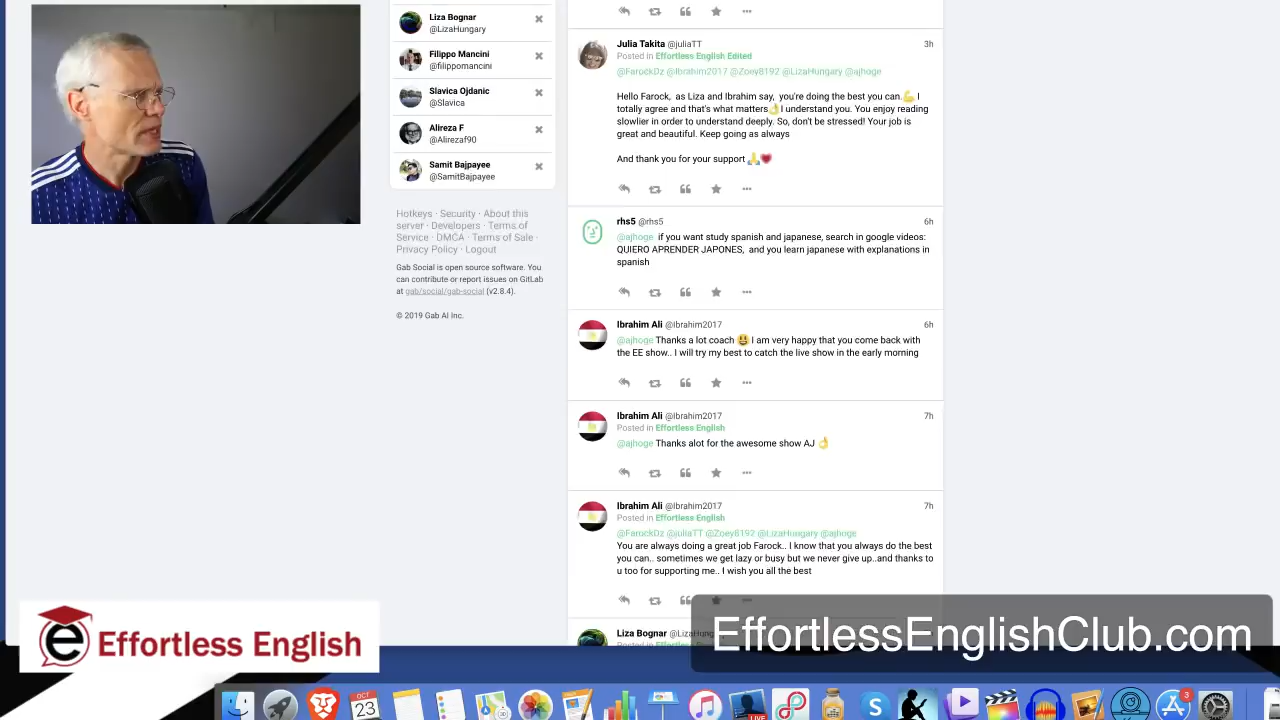 Liza Bognar
@LizaHungary
Filippo Mancini
@filippomancini
Slavica Ojdanic
@Slavica
Alireza F
@Alirezaf90
Samit Bajpayee
@SamitBajpayee
Hotkeys · Security · About this
server · Developers · Terms of
Service · DMCA · Terms of Sale ·
Privacy Policy · Logout
Gab Social is open source software. You
can contribute or report issues on GitLab
at gab/social/gab-social (v2.8.4).
© 2019 Gab AI Inc.
Julia Takita @juliaTT 3h
Posted in Effortless English Edited
@FarockDz @Ibrahim2017 @Zoey8192 @LizaHungary @ajhoge
Hello Farock, as Liza and Ibrahim say, you're doing the best you can.💪 I
totally agree and that's what matters👌I understand you. You enjoy reading
slowlier in order to understand deeply. So, don't be stressed! Your job is
great and beautiful. Keep going as always
And thank you for your support 🙏💗
rhs5 @rhs5 6h
@ajhoge if you want study spanish and japanese, search in google videos:
QUIERO APRENDER JAPONES, and you learn japanese with explanations in
spanish
Ibrahim Ali @Ibrahim2017 6h
@ajhoge Thanks a lot coach 😃 I am very happy that you come back with
the EE show.. I will try my best to catch the live show in the early morning
Ibrahim Ali @Ibrahim2017 7h
Posted in Effortless English
@ajhoge Thanks alot for the awesome show AJ 👌
Ibrahim Ali @Ibrahim2017 7h
Posted in Effortless English
@FarockDz @juliaTT @Zoey8192 @LizaHungary @ajhoge
You are always doing a great job Farock.. I know that you always do the best
you can.. sometimes we get lazy or busy but we never give up..and thanks to
u too for supporting me.. I wish you all the best
Liza Bognar @LizaHung
Effortless English
EffortlessEnglishClub.com
OCT
23
LIVE
3